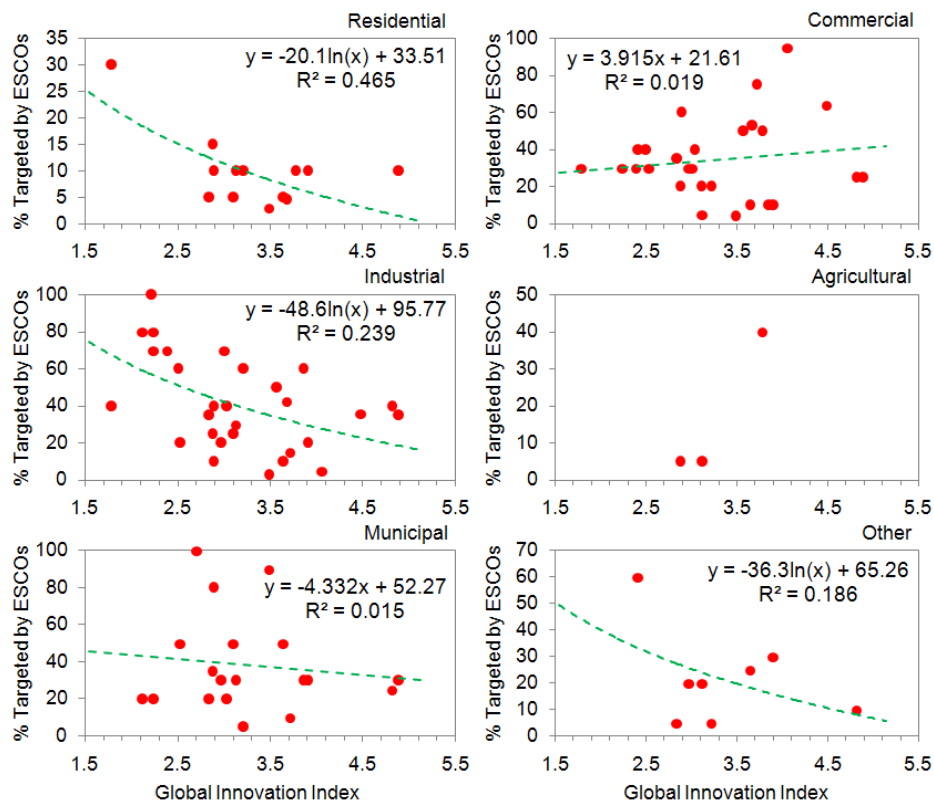 Residential
% Targeted by ESCOs
35
30
25
20
15
10
5
0
y = -20.1ln(x) + 33.51
R² = 0.465
1.5 2.5 3.5 4.5 5.5
Commercial
% Targeted by ESCOs
100
80
60
40
20
0
y = 3.915x + 21.61
R² = 0.019
1.5 2.5 3.5 4.5 5.5
Industrial
% Targeted by ESCOs
100
80
60
40
20
0
y = -48.6ln(x) + 95.77
R² = 0.239
1.5 2.5 3.5 4.5 5.5
Agricultural
% Targeted by ESCOs
50
40
30
20
10
0
1.5 2.5 3.5 4.5 5.5
Municipal
% Targeted by ESCOs
100
80
60
40
20
0
y = -4.332x + 52.27
R² = 0.015
1.5 2.5 3.5 4.5 5.5
Global Innovation Index
Other
% Targeted by ESCOs
70
60
50
40
30
20
10
0
y = -36.3ln(x) + 65.26
R² = 0.186
1.5 2.5 3.5 4.5 5.5
Global Innovation Index